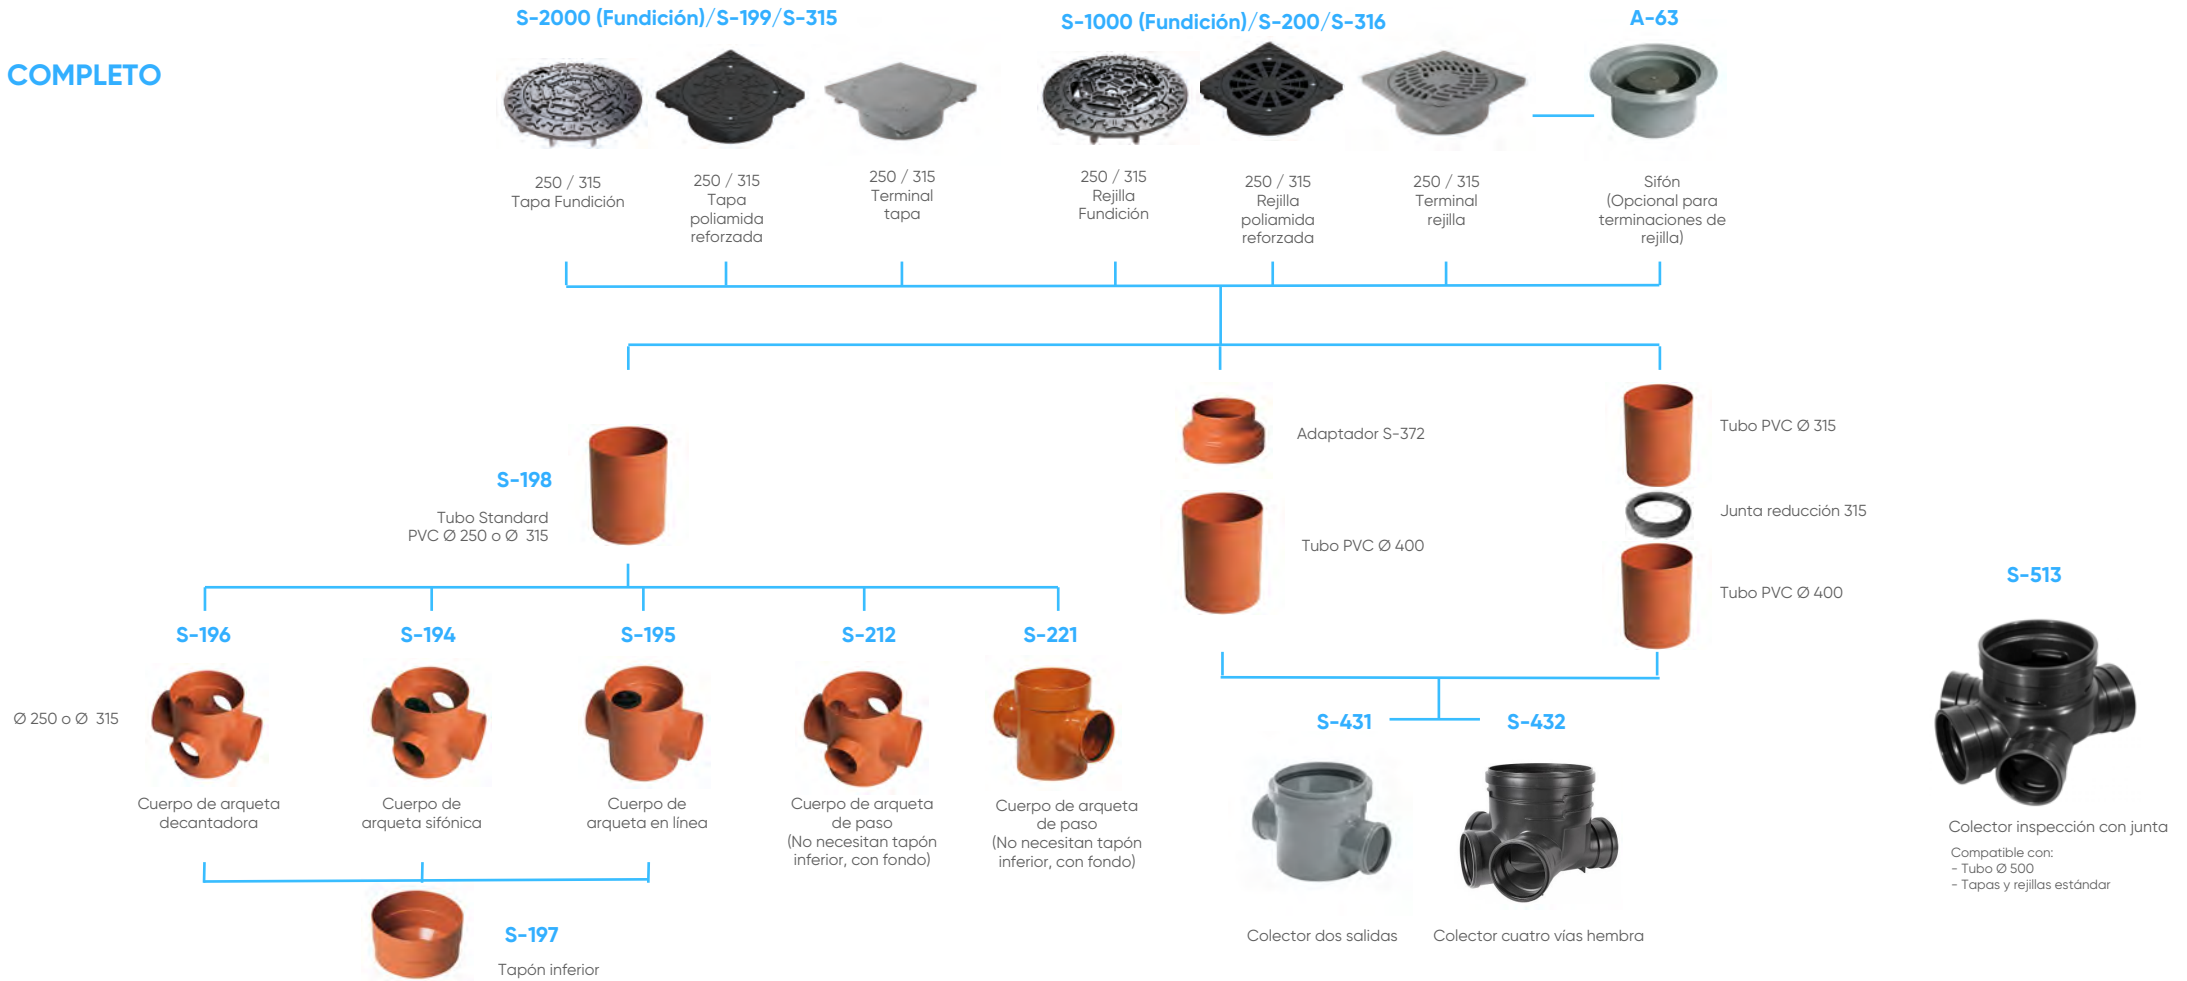 COMPLETO
S-2000 (Fundición)/S-199/S-315
S-1000 (Fundición)/S-200/S-316
A-63
250 / 315
Tapa Fundición
250 / 315
Tapa
poliamida
reforzada
250 / 315
Terminal
tapa
250 / 315
Rejilla
Fundición
250 / 315
Rejilla
poliamida
reforzada
250 / 315
Terminal
rejilla
Sifón
(Opcional para
terminaciones de
rejilla)
S-198
Tubo Standard
PVC Ø 250 o Ø 315
Adaptador S-372
Tubo PVC Ø 400
Tubo PVC Ø 315
Junta reducción 315
Tubo PVC Ø 400
Ø 250 o Ø 315
S-196
Cuerpo de arqueta
decantadora
S-194
Cuerpo de
arqueta sifónica
S-195
Cuerpo de
arqueta en línea
S-212
Cuerpo de arqueta
de paso
(No necesitan tapón
inferior, con fondo)
S-221
Cuerpo de arqueta
de paso
(No necesitan tapón
inferior, con fondo)
S-197
Tapón inferior
S-431
Colector dos salidas
S-432
Colector cuatro vías hembra
S-513
Colector inspección con junta
Compatible con:
- Tubo Ø 500
- Tapas y rejillas estándar